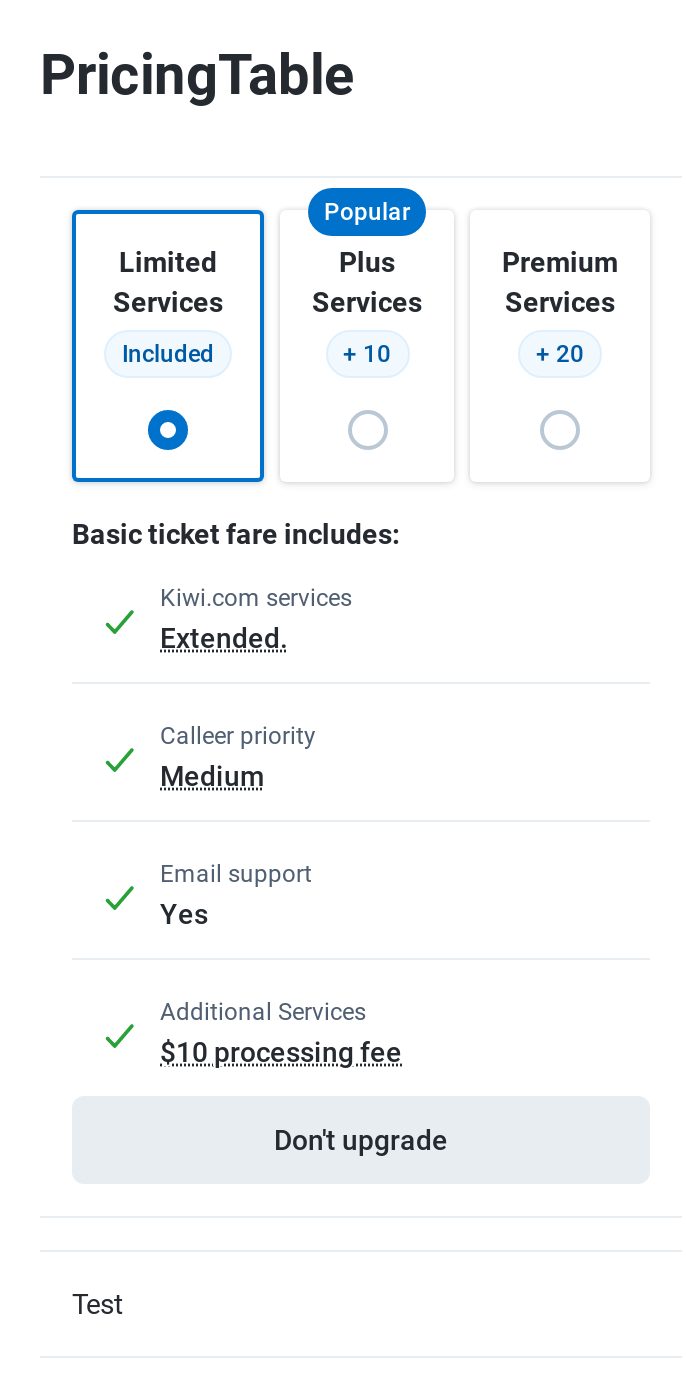 PricingTable
Popular
Limited
Services
Included
Plus
Services
+ 10
Premium
Services
+ 20
Basic ticket fare includes:
Kiwi.com services
Extended.
Calleer priority
Medium
Email support
Yes
Additional Services
$10 processing fee
Don't upgrade
Test